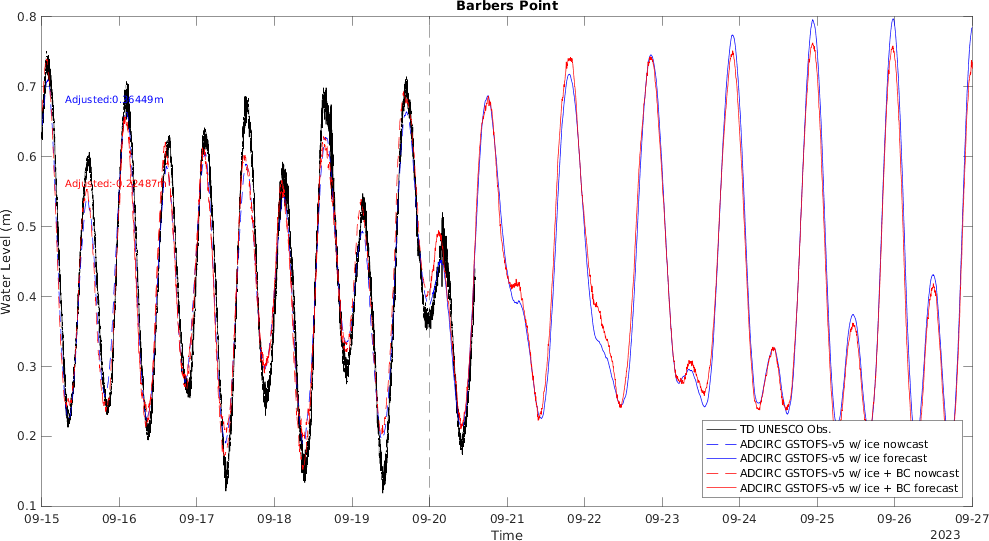 Barbers Point
0.8
0.7
0.6
0.5
0.4
0.3
0.2
0.1
Water Level (m)
Adjusted:-0.22487m
TD UNESCO Obs.
ADCIRC GSTOFS-v5 w/ ice nowcast
ADCIRC GSTOFS-v5 w/ ice forecast
ADCIRC GSTOFS-v5 w/ ice + BC nowcast
ADCIRC GSTOFS-v5 w/ ice + BC forecast
09-15 09-16 09-17 09-18 09-19 09-20 09-21 09-22 09-23 09-24 09-25 09-26 09-27
Time
2023